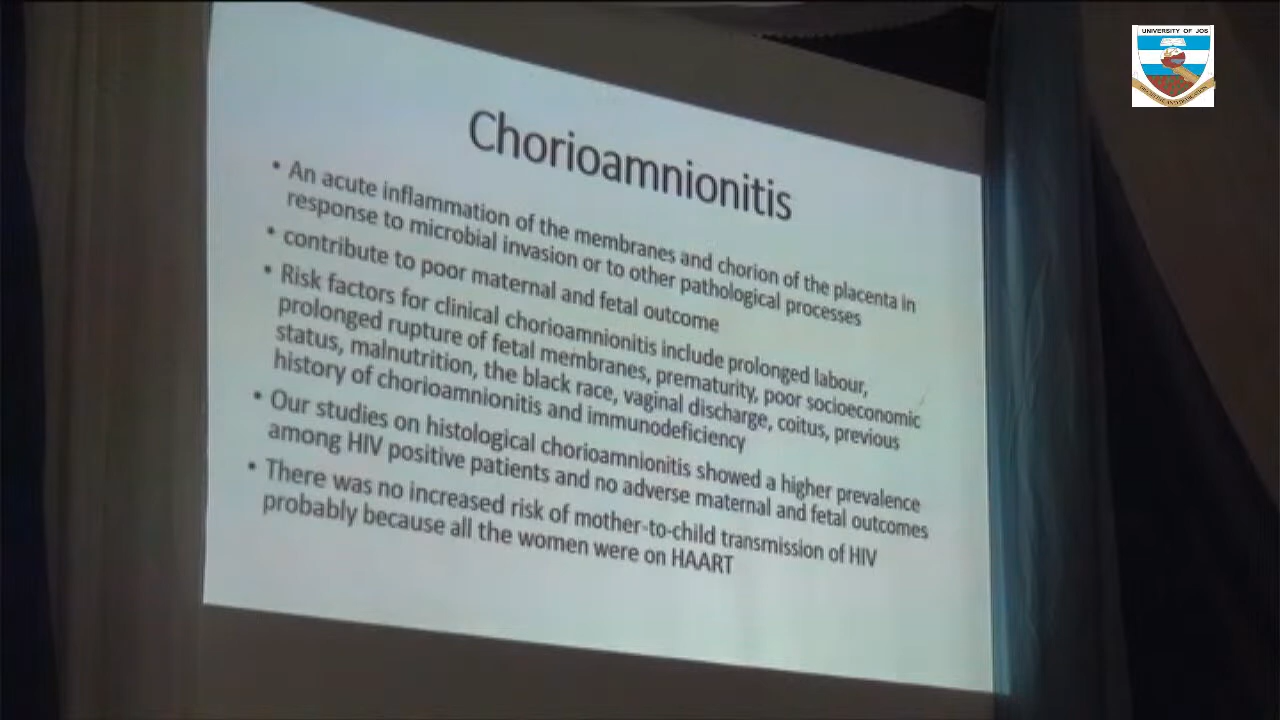 UNIVERSITY OF JOS
Chorioamnionitis
• An acute inflammation of the membranes and chorion of the placenta in
response to microbial invasion or to other pathological processes
• contribute to poor maternal and fetal outcome
• Risk factors for clinical chorioamnionitis include prolonged labour,
prolonged rupture of fetal membranes, prematurity, poor socioeconomic
status, malnutrition, the black race, vaginal discharge, coitus, previous
history of chorioamnionitis and immunodeficiency
• Our studies on histological chorioamnionitis showed a higher prevalence
among HIV positive patients and no adverse maternal and fetal outcomes
• There was no increased risk of mother-to-child transmission of HIV
probably because all the women were on HAART